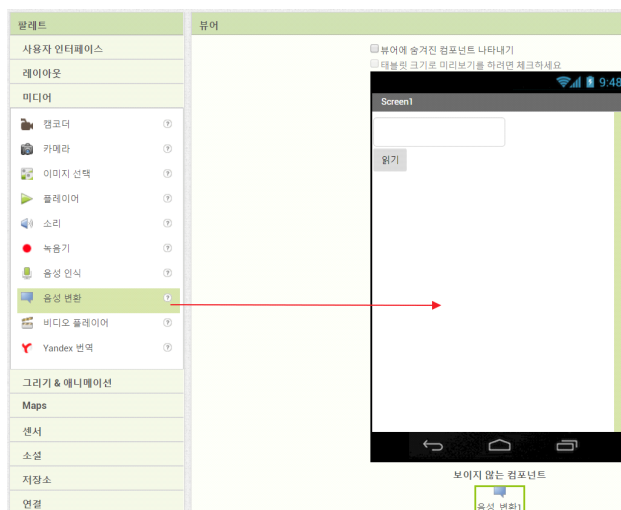 팔레트
사용자 인터페이스
레이아웃
미디어
캠코더
카메라
이미지 선택
플레이어
소리
녹음기
음성 인식
음성 변환
비디오 플레이어
Yandex 번역
그리기 & 애니메이션
Maps
센서
소셜
저장소
연결
뷰어
뷰어에 숨겨진 컴포넌트 나타내기
태블릿 크기로 미리보기를 하려면 체크하세요
9:48
Screen1
읽기
보이지 않는 컴포넌트
음성_변환1